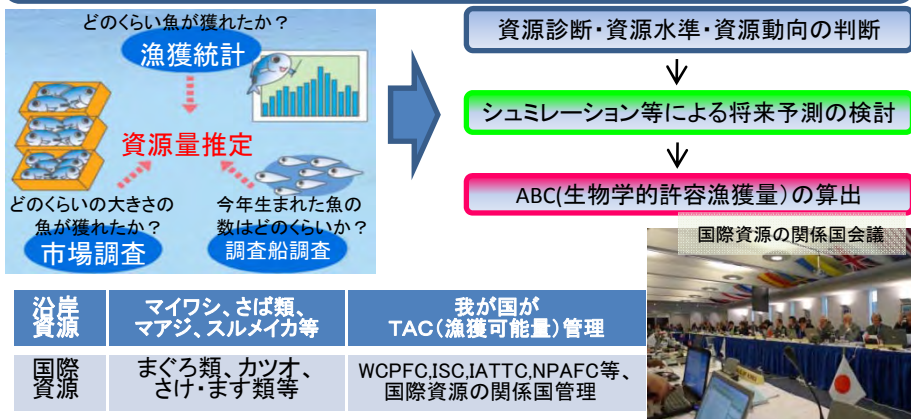 どのくらい魚が獲れたか？
漁獲統計
資源量推定
どのくらいの大きさの
魚が獲れたか？
市場調査
今年生まれた魚の
数はどのくらいか？
調査船調査
資源診断・資源水準・資源動向の判断
シュミレーション等による将来予測の検討
ABC(生物学的許容漁獲量）の算出
国際資源の関係国会議
沿岸
資源
マイワシ、さば類、
マアジ、スルメイカ等
我が国が
TAC（漁獲可能量）管理
国際
資源
まぐろ類、カツオ、
さけ・ます類等
WCPFC,ISC,IATTC,NPAFC等、
国際資源の関係国管理